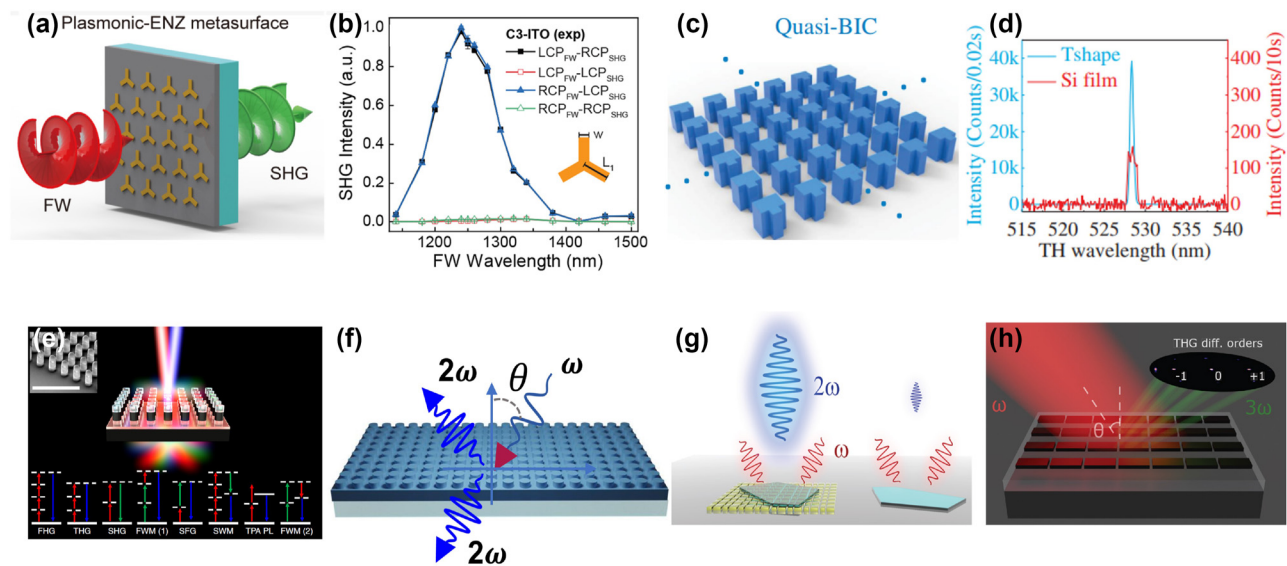 (a)
Plasmonic-ENZ metasurface
FW
SHG
(b)
SHG Intensity (a.u.)
1.0
0.8
0.6
0.4
0.2
0.0
C3-ITO (exp)
LCP_FW-RCP_SHG
LCP_FW-LCP_SHG
RCP_FW-LCP_SHG
RCP_FW-RCP_SHG
W
L1
1200 1300 1400 1500
FW Wavelength (nm)
(c)
Quasi-BIC
(d)
Intensity (Counts/0.02s)
40k
30k
20k
10k
0
Tshape
Si film
400
300
200
100
0
Intensity (Counts/10s)
515 520 525 530 535 540
TH wavelength (nm)
(e)
FHG THG SHG FWM (1) SFG SWM TPA PL FWM (2)
(f)
2ω
θ
ω
2ω
(g)
2ω
ω
(h)
THG diff. orders
-1 0 +1
ω
3ω
θ